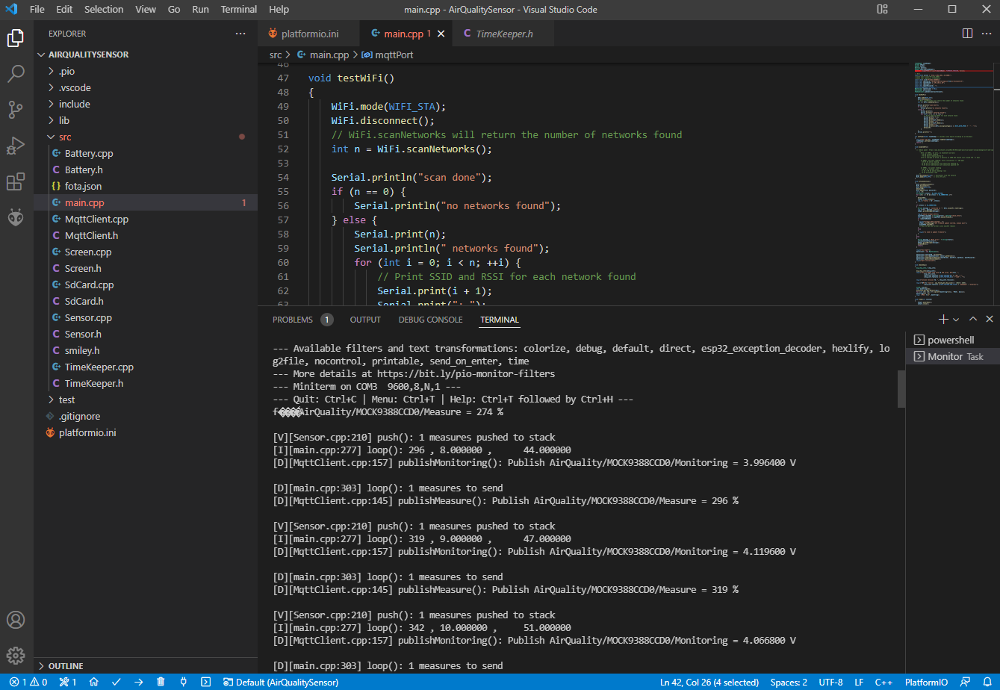 File Edit Selection View Go Run Terminal Help main.cpp - AirQualitySensor - Visual Studio Code
EXPLORER
AIRQUALITYSENSOR
.pio
.vscode
include
lib
src
Battery.cpp
Battery.h
fota.json
main.cpp 1
MqttClient.cpp
MqttClient.h
Screen.cpp
Screen.h
SdCard.cpp
SdCard.h
Sensor.cpp
Sensor.h
smiley.h
TimeKeeper.cpp
TimeKeeper.h
test
.gitignore
platformio.ini
OUTLINE
platformio.ini main.cpp 1 TimeKeeper.h
src > main.cpp > mqttPort
46
47 void testWiFi()
48 {
49 WiFi.mode(WIFI_STA);
50 WiFi.disconnect();
51 // WiFi.scanNetworks will return the number of networks found
52 int n = WiFi.scanNetworks();
53
54 Serial.println("scan done");
55 if (n == 0) {
56 Serial.println("no networks found");
57 } else {
58 Serial.print(n);
59 Serial.println(" networks found");
60 for (int i = 0; i < n; ++i) {
61 // Print SSID and RSSI for each network found
62 Serial.print(i + 1);
63 Serial.print(": ");
PROBLEMS 1 OUTPUT DEBUG CONSOLE TERMINAL
powershell
Monitor Task
--- Available filters and text transformations: colorize, debug, default, direct, esp32_exception_decoder, hexlify, lo
g2file, nocontrol, printable, send_on_enter, time
--- More details at https://bit.ly/pio-monitor-filters
--- Miniterm on COM3  9600,8,N,1 ---
--- Quit: Ctrl+C | Menu: Ctrl+T | Help: Ctrl+T followed by Ctrl+H ---
f����AirQuality/MOCK9388CCD0/Measure = 274 %
[V][Sensor.cpp:210] push(): 1 measures pushed to stack
[I][main.cpp:277] loop(): 296 , 8.000000 , 44.000000
[D][MqttClient.cpp:157] publishMonitoring(): Publish AirQuality/MOCK9388CCD0/Monitoring = 3.996400 V
[D][main.cpp:303] loop(): 1 measures to send
[D][MqttClient.cpp:145] publishMeasure(): Publish AirQuality/MOCK9388CCD0/Measure = 296 %
[V][Sensor.cpp:210] push(): 1 measures pushed to stack
[I][main.cpp:277] loop(): 319 , 9.000000 , 47.000000
[D][MqttClient.cpp:157] publishMonitoring(): Publish AirQuality/MOCK9388CCD0/Monitoring = 4.119600 V
[D][main.cpp:303] loop(): 1 measures to send
[D][MqttClient.cpp:145] publishMeasure(): Publish AirQuality/MOCK9388CCD0/Measure = 319 %
[V][Sensor.cpp:210] push(): 1 measures pushed to stack
[I][main.cpp:277] loop(): 342 , 10.000000 , 51.000000
[D][MqttClient.cpp:157] publishMonitoring(): Publish AirQuality/MOCK9388CCD0/Monitoring = 4.066800 V
[D][main.cpp:303] loop(): 1 measures to send
1 0 1 Default (AirQualitySensor) Ln 42, Col 26 (4 selected) Spaces: 2 UTF-8 LF C++ PlatformIO